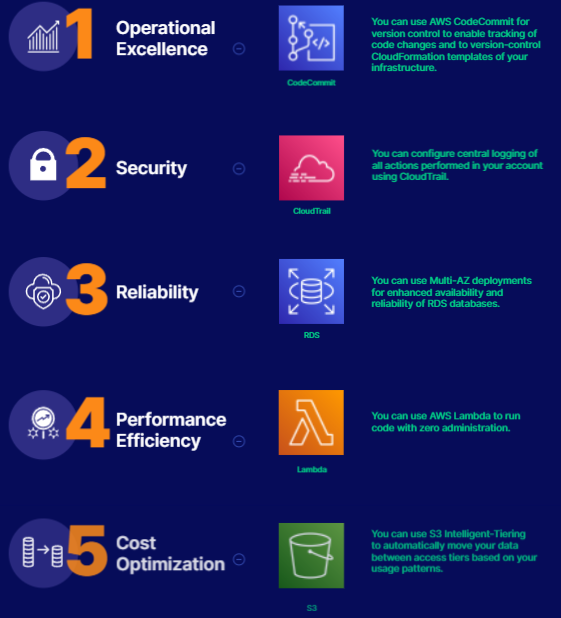 1
Operational
Excellence
CodeCommit
You can use AWS CodeCommit for
version control to enable tracking of
code changes and to version-control
CloudFormation templates of your
infrastructure.
2
Security
CloudTrail
You can configure central logging of
all actions performed in your account
using CloudTrail.
3
Reliability
RDS
You can use Multi-AZ deployments
for enhanced availability and
reliability of RDS databases.
4
Performance
Efficiency
Lambda
You can use AWS Lambda to run
code with zero administration.
5
Cost
Optimization
S3
You can use S3 Intelligent-Tiering
to automatically move your data
between access tiers based on your
usage patterns.